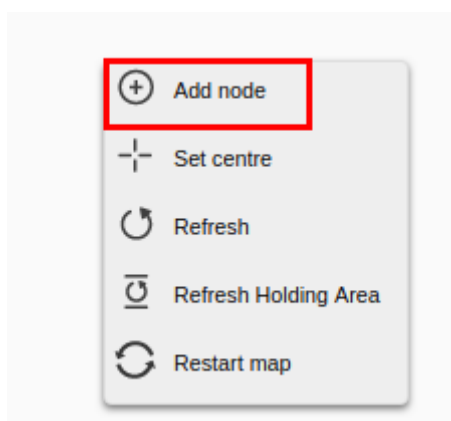 Add node
Set centre
Refresh
Refresh Holding Area
Restart map